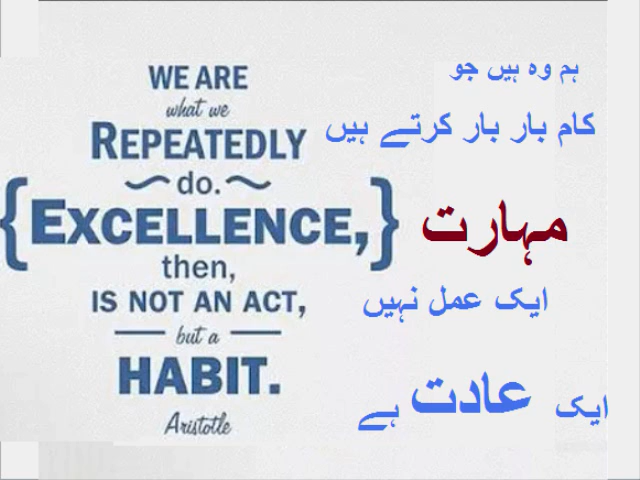 WE ARE
what we
REPEATEDLY
do.
{EXCELLENCE,}
then,
IS NOT AN ACT,
but a
HABIT.
Aristotle
ہم وہ ہیں جو
کام بار بار کرتے ہیں
مہارت
ایک عمل نہیں
ایک عادت ہے